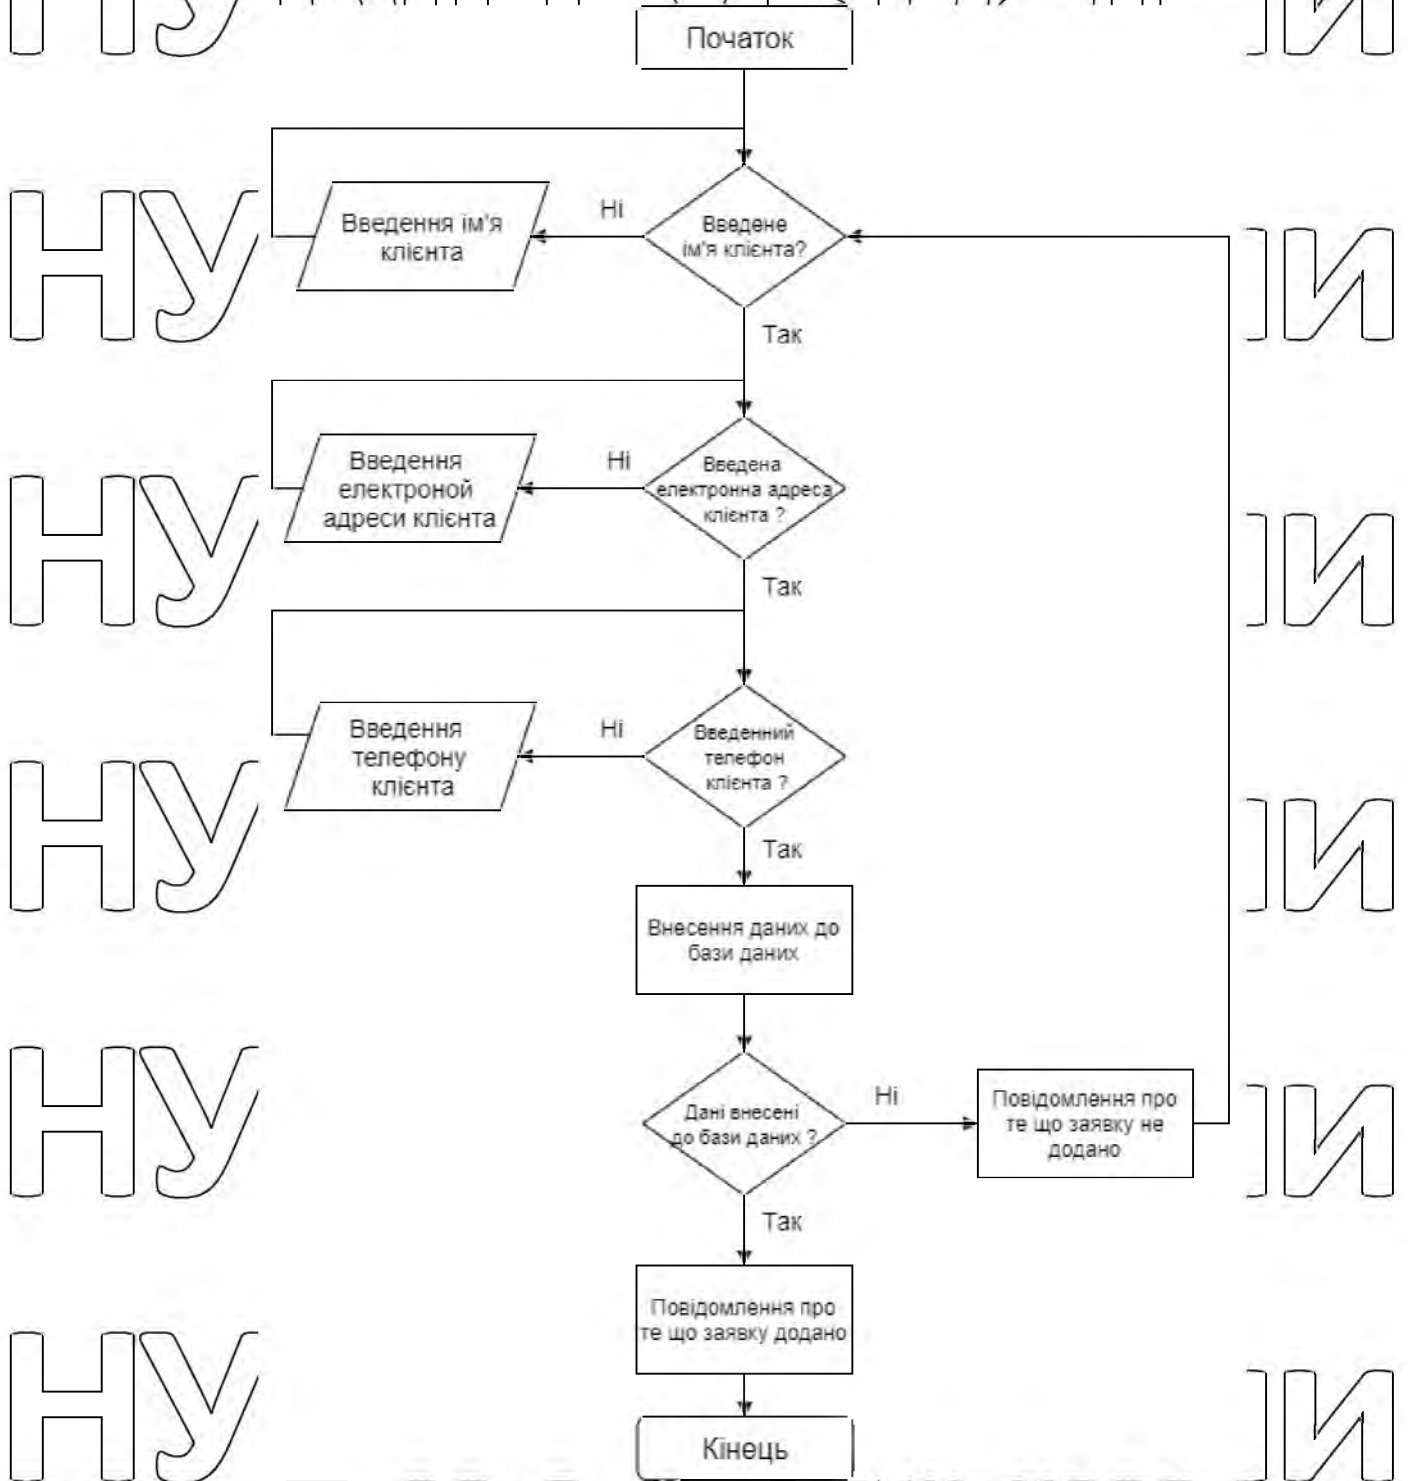 Початок
Введене
ім'я клієнта?
Ні
Введення ім'я
клієнта
Так
Введена
електронна адреса
клієнта ?
Ні
Введення
електроной
адреси клієнта
Так
Введенний
телефон
клієнта ?
Ні
Введення
телефону
клієнта
Так
Внесення даних до
бази даних
Дані внесені
до бази даних ?
Ні
Повідомлення про
те що заявку не
додано
Так
Повідомлення про
те що заявку додано
Кінець
НУ
И
НУ
И
НУ
И
НУ
И
НУ
И
НУ
И